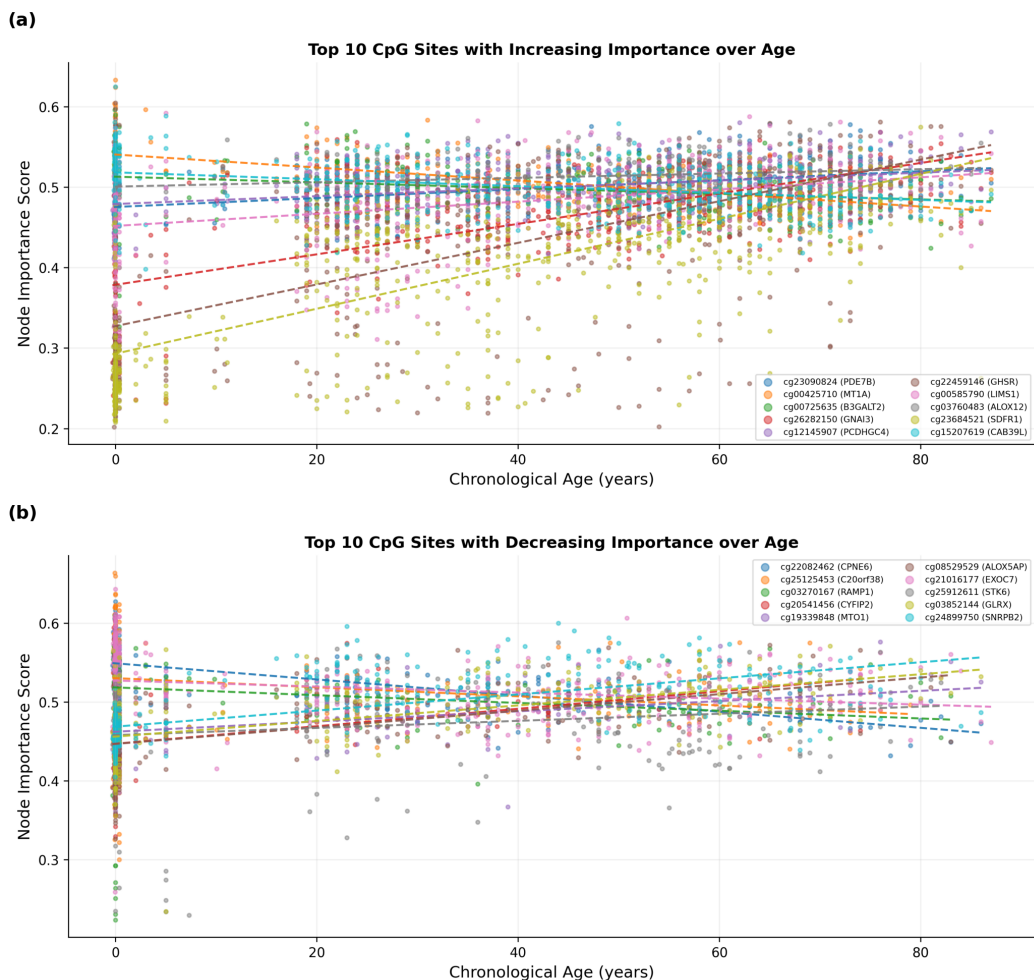 (a)
Top 10 CpG Sites with Increasing Importance over Age
Node Importance Score
0.6
0.5
0.4
0.3
0.2
cg23090824 (PDE7B)
cg00425710 (MT1A)
cg00725635 (B3GALT2)
cg26282150 (GNAI3)
cg12145907 (PCDHGC4)
cg22459146 (GHSR)
cg00585790 (LIMS1)
cg03760483 (ALOX12)
cg23684521 (SDFR1)
cg15207619 (CAB39L)
0 20 40 60 80
Chronological Age (years)
(b)
Top 10 CpG Sites with Decreasing Importance over Age
Node Importance Score
0.6
0.5
0.4
0.3
cg22082462 (CPNE6)
cg25125453 (C20orf38)
cg03270167 (RAMP1)
cg20541456 (CYFIP2)
cg19339848 (MTO1)
cg08529529 (ALOX5AP)
cg21016177 (EXOC7)
cg25912611 (STK6)
cg03852144 (GLRX)
cg24899750 (SNRPB2)
0 20 40 60 80
Chronological Age (years)